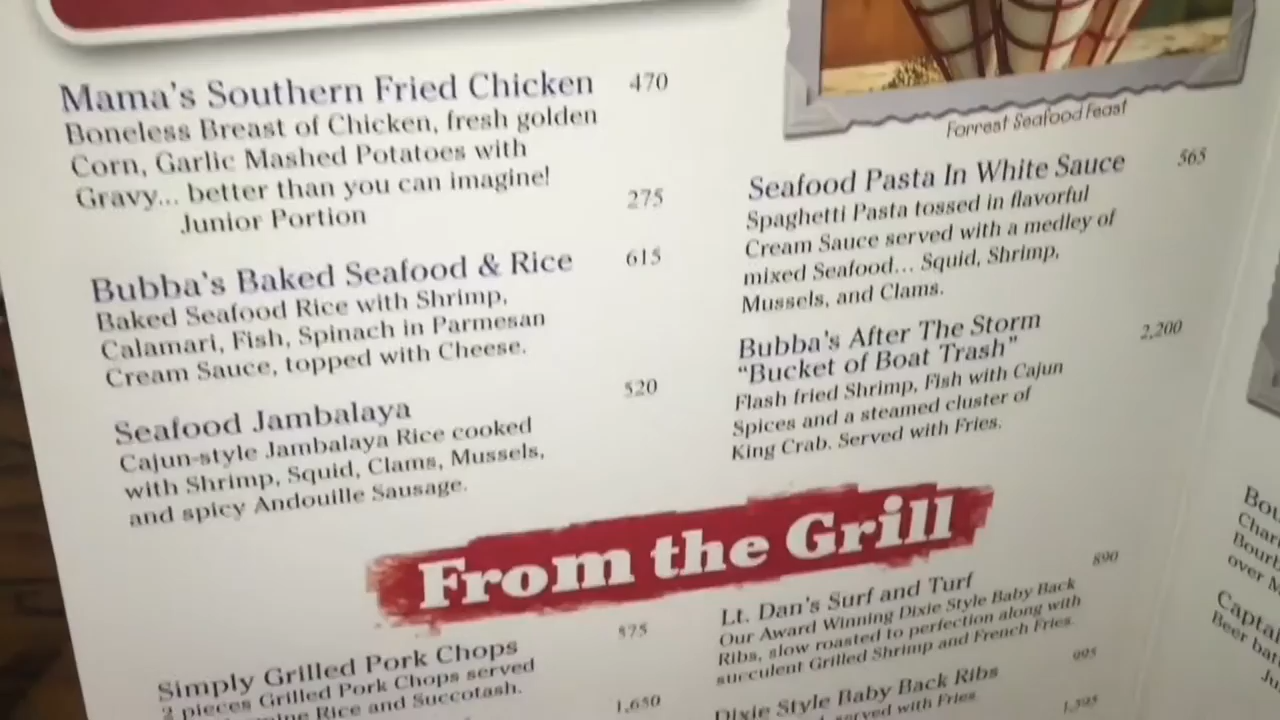 Mama's Southern Fried Chicken 470
Boneless Breast of Chicken, fresh golden
Corn, Garlic Mashed Potatoes with
Gravy... better than you can imagine!
Junior Portion 275
Bubba's Baked Seafood & Rice 615
Baked Seafood Rice with Shrimp,
Calamari, Fish, Spinach in Parmesan
Cream Sauce, topped with Cheese.
Seafood Jambalaya 520
Cajun-style Jambalaya Rice cooked
with Shrimp, Squid, Clams, Mussels,
and spicy Andouille Sausage.
Forrest Seafood Feast
Seafood Pasta In White Sauce 565
Spaghetti Pasta tossed in flavorful
Cream Sauce served with a medley of
mixed Seafood... Squid, Shrimp,
Mussels, and Clams.
Bubba's After The Storm 2,200
"Bucket of Boat Trash"
Flash fried Shrimp, Fish with Cajun
Spices and a steamed cluster of
King Crab. Served with Fries.
From the Grill
Simply Grilled Pork Chops 575
2 pieces Grilled Pork Chops served
Rice and Succotash.
1,650
Lt. Dan's Surf and Turf 890
Our Award Winning Dixie Style Baby Back
Ribs, slow roasted to perfection along with
succulent Grilled Shrimp and French Fries.
Dixie Style Baby Back Ribs 995
served with Fries. 1,395
over
Beer